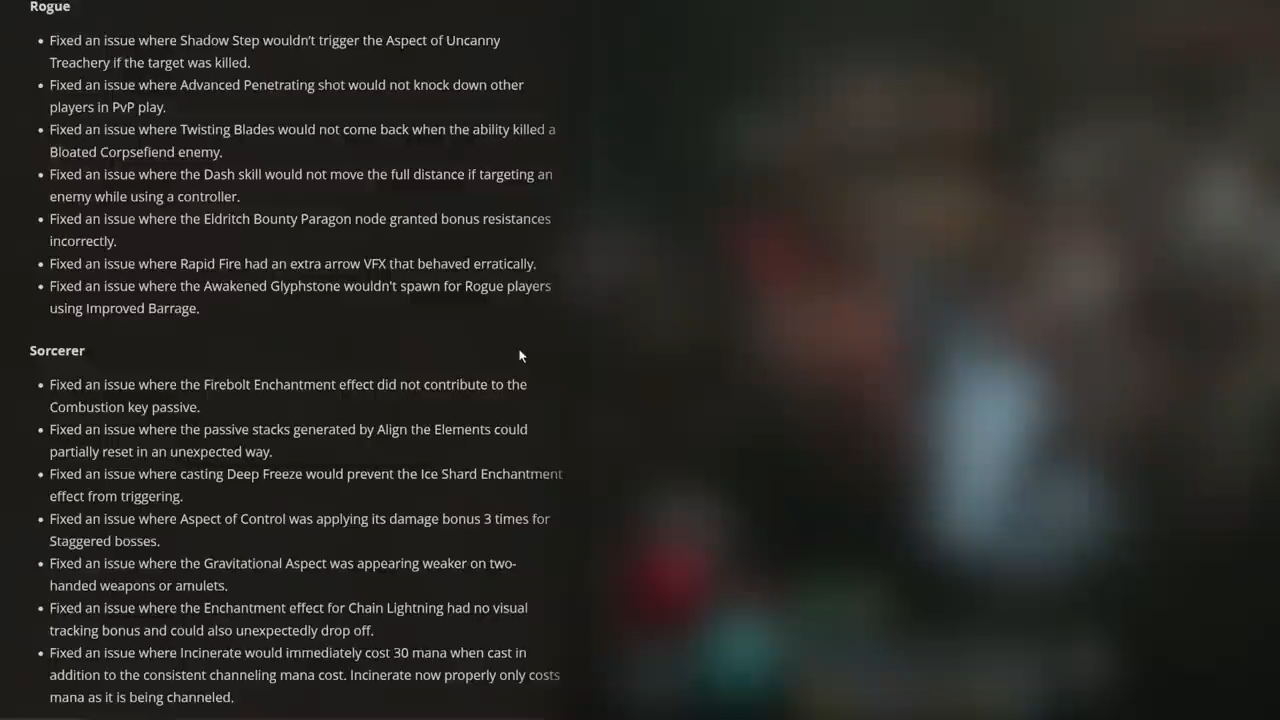 Rogue
• Fixed an issue where Shadow Step wouldn't trigger the Aspect of Uncanny
Treachery if the target was killed.
• Fixed an issue where Advanced Penetrating shot would not knock down other
players in PvP play.
• Fixed an issue where Twisting Blades would not come back when the ability killed a
Bloated Corpsefiend enemy.
• Fixed an issue where the Dash skill would not move the full distance if targeting an
enemy while using a controller.
• Fixed an issue where the Eldritch Bounty Paragon node granted bonus resistances
incorrectly.
• Fixed an issue where Rapid Fire had an extra arrow VFX that behaved erratically.
• Fixed an issue where the Awakened Glyphstone wouldn't spawn for Rogue players
using Improved Barrage.
Sorcerer
• Fixed an issue where the Firebolt Enchantment effect did not contribute to the
Combustion key passive.
• Fixed an issue where the passive stacks generated by Align the Elements could
partially reset in an unexpected way.
• Fixed an issue where casting Deep Freeze would prevent the Ice Shard Enchantment
effect from triggering.
• Fixed an issue where Aspect of Control was applying its damage bonus 3 times for
Staggered bosses.
• Fixed an issue where the Gravitational Aspect was appearing weaker on two-
handed weapons or amulets.
• Fixed an issue where the Enchantment effect for Chain Lightning had no visual
tracking bonus and could also unexpectedly drop off.
• Fixed an issue where Incinerate would immediately cost 30 mana when cast in
addition to the consistent channeling mana cost. Incinerate now properly only costs
mana as it is being channeled.